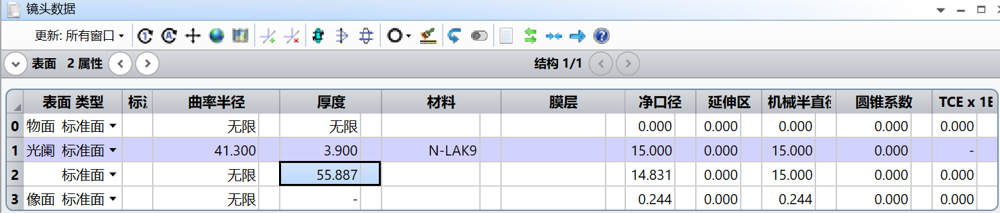 镜头数据
更新: 所有窗口
表面 2 属性 结构 1/1
表面 类型 标注 曲率半径 厚度 材料 膜层 净口径 延伸区 机械半直径 圆锥系数 TCE x 1E
0 物面 标准面 无限 无限 0.000 0.000 0.000 0.000 0.000
1 光阑 标准面 41.300 3.900 N-LAK9 15.000 0.000 15.000 0.000 -
2 标准面 无限 55.887 14.831 0.000 15.000 0.000 0.000
3 像面 标准面 无限 - 0.244 0.000 0.244 0.000 0.000